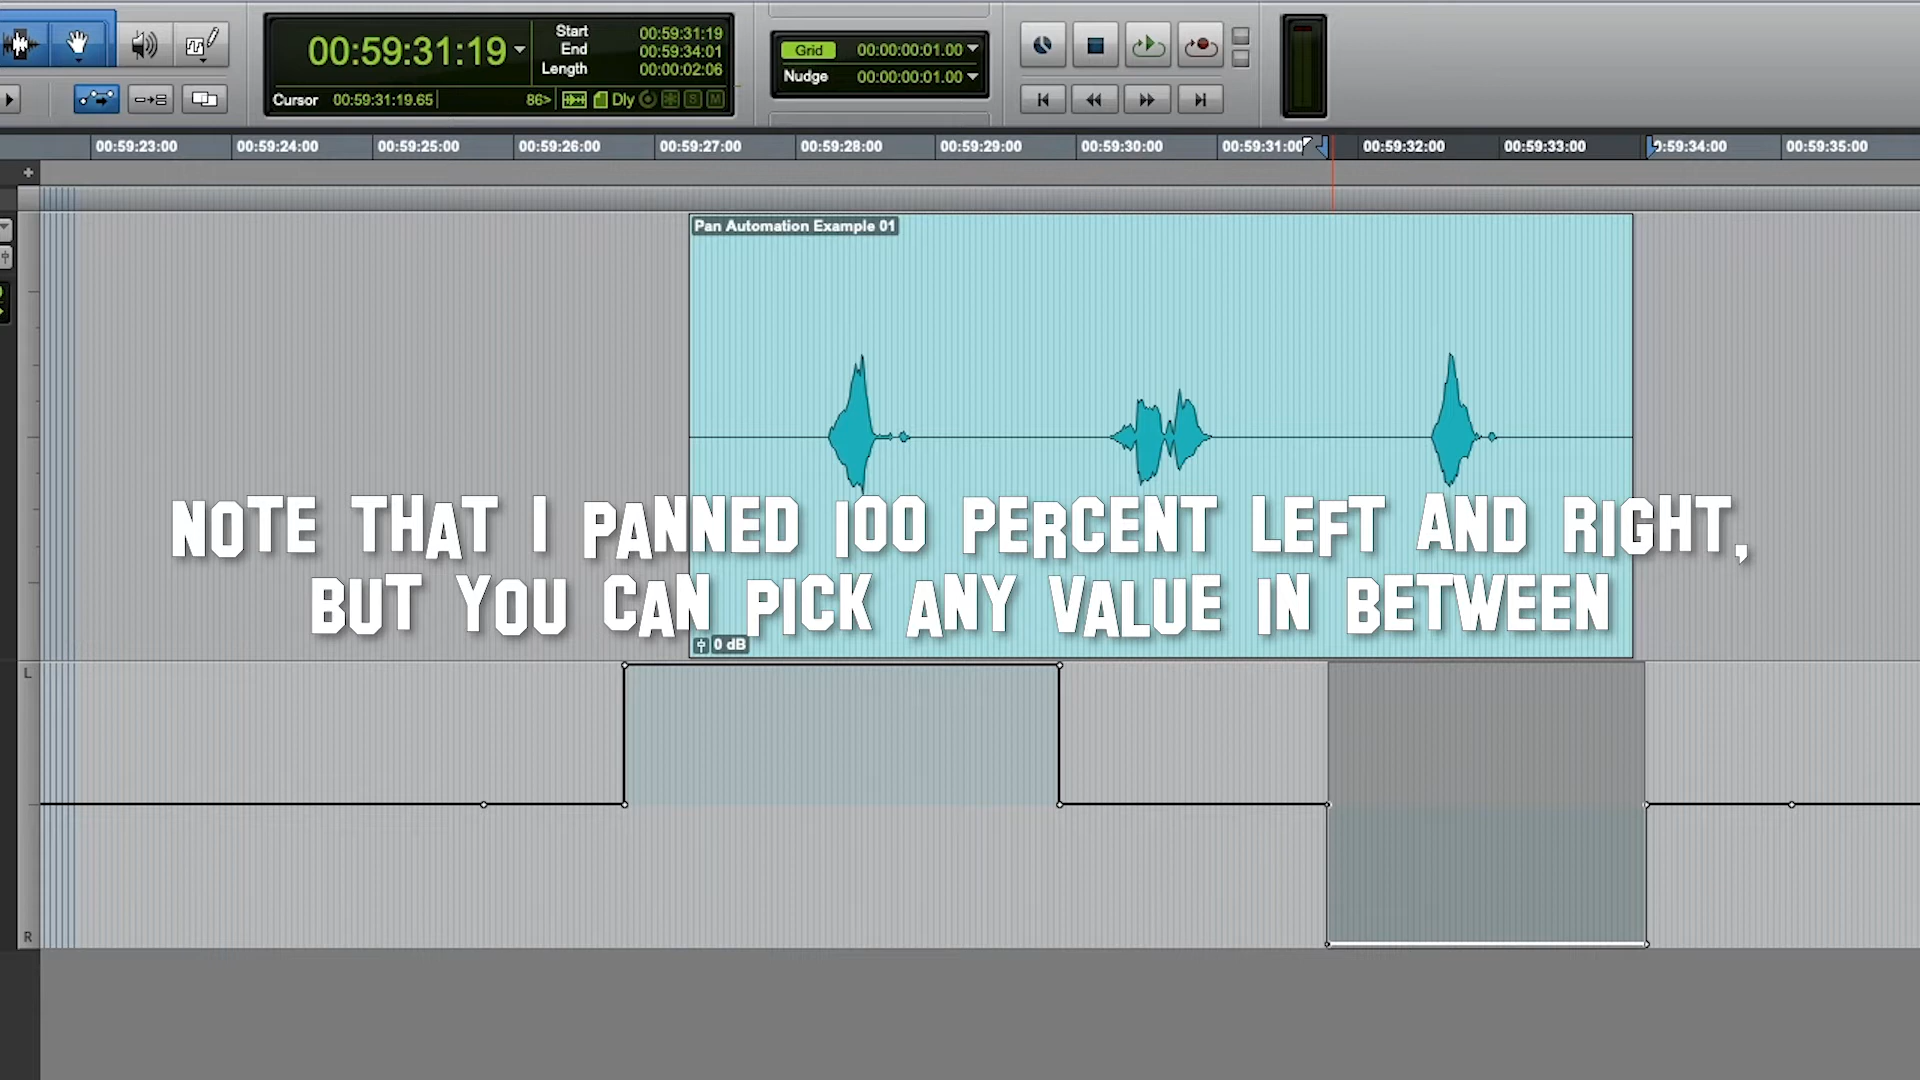 00:59:31:19
Start 00:59:31:19
End 00:59:34:01
Length 00:00:02:06
Cursor 00:59:31:19.65
86> Dly S M
Grid 00:00:00:01.00
Nudge 00:00:00:01.00
00:59:23:00 00:59:24:00 00:59:25:00 00:59:26:00 00:59:27:00 00:59:28:00 00:59:29:00 00:59:30:00 00:59:31:00 00:59:32:00 00:59:33:00 0:59:34:00 00:59:35:00
Pan Automation Example 01
NOTE THAT I PANNED 100 PERCENT LEFT AND RIGHT,
BUT YOU CAN PICK ANY VALUE IN BETWEEN
0 dB
L
R